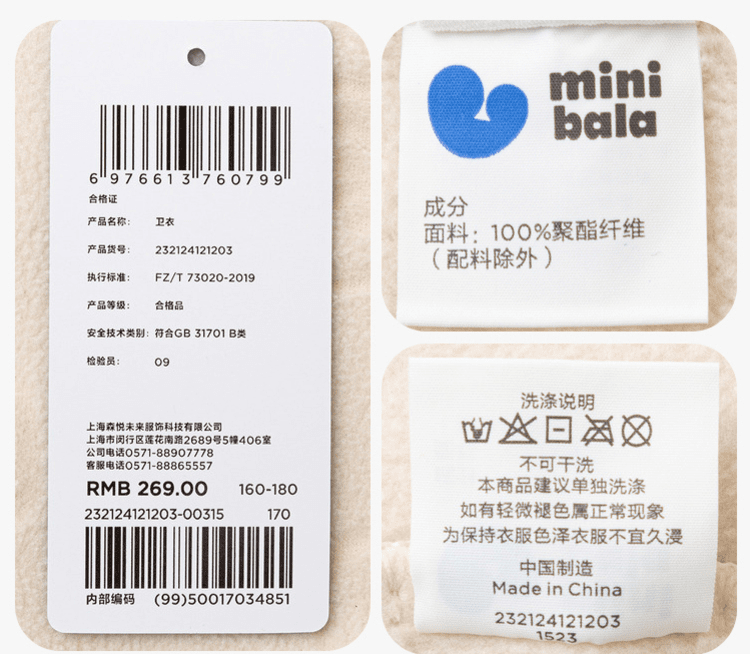 6 976613 760799
合格证
产品名称: 卫衣
产品货号: 232124121203
执行标准: FZ/T 73020-2019
产品等级: 合格品
安全技术类别: 符合GB 31701 B类
检验员: 09
上海森悦未来服饰科技有限公司
上海市闵行区莲花南路2689号5幢406室
公司电话0571-88907778
客服电话0571-88865557
RMB 269.00 160-180
232124121203-00315 170
内部编码 (99)50017034851
mini
bala
成分
面料: 100%聚酯纤维
(配料除外)
洗涤说明
不可干洗
本商品建议单独洗涤
如有轻微褪色属正常现象
为保持衣服色泽衣服不宜久浸
中国制造
Made in China
232124121203
1523